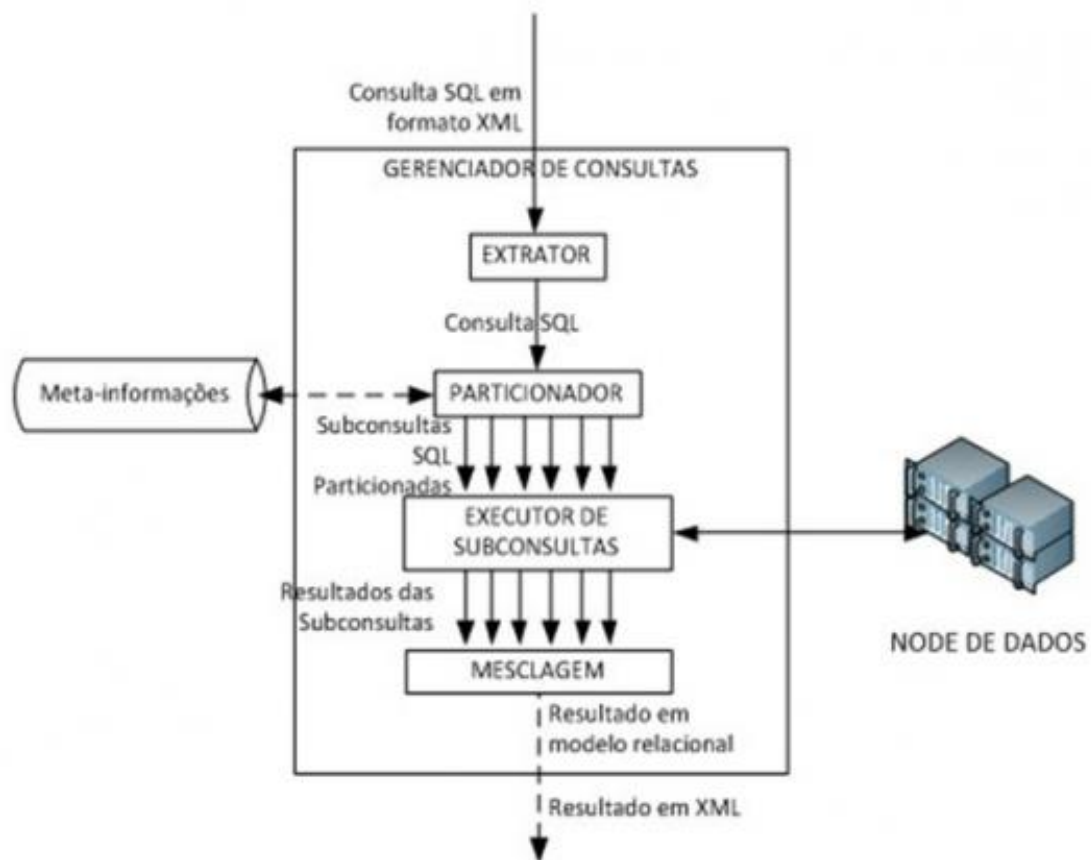 Consulta SQL em
formato XML
GERENCIADOR DE CONSULTAS
EXTRATOR
Consulta SQL
Meta-informações
PARTICIONADOR
Subconsultas
SQL
Particionadas
EXECUTOR DE
SUBCONSULTAS
Resultados das
Subconsultas
NODE DE DADOS
MESCLAGEM
Resultado em
modelo relacional
Resultado em XML